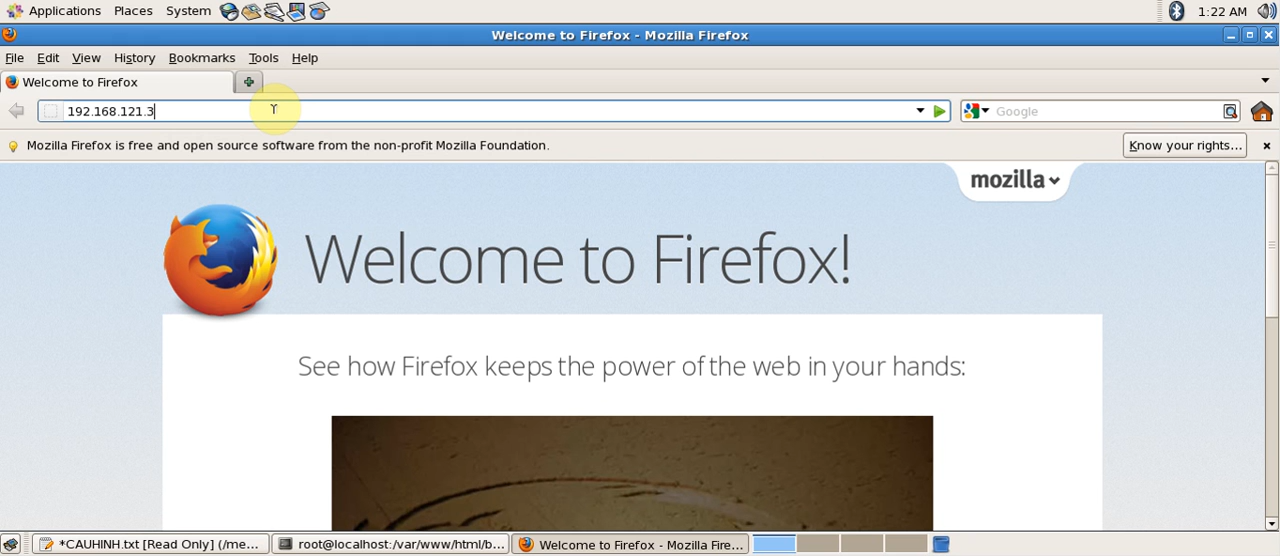 Applications Places System 1:22 AM
Welcome to Firefox - Mozilla Firefox
File Edit View History Bookmarks Tools Help
Welcome to Firefox
192.168.121.3 Google
Mozilla Firefox is free and open source software from the non-profit Mozilla Foundation. Know your rights...
mozilla
Welcome to Firefox!
See how Firefox keeps the power of the web in your hands:
*CAUHINH.txt [Read Only] (/me... root@localhost:/var/www/html/b... Welcome to Firefox - Mozilla Fire...